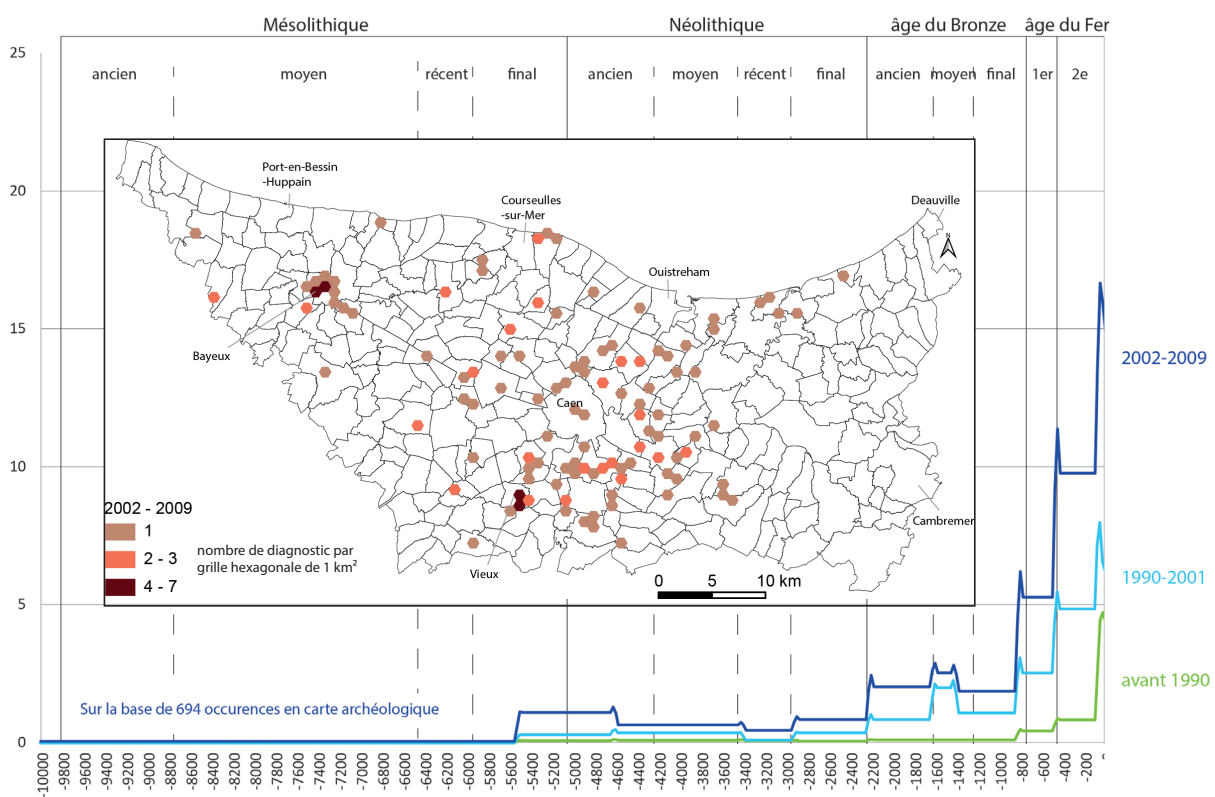 Mésolithique
Néolithique
âge du Bronze
âge du Fer
ancien
moyen
récent
final
ancien
moyen
récent
final
ancien
moyen
final
1er
2e
25
20
15
10
5
0
Port-en-Bessin
-Huppain
Courseulles
-sur-Mer
Deauville
N
Ouistreham
Bayeux
Caen
Cambremer
Vieux
2002 - 2009
1
2 - 3
4 - 7
nombre de diagnostic par
grille hexagonale de 1 km²
0 5 10 km
2002-2009
1990-2001
avant 1990
Sur la base de 694 occurences en carte archéologique
-10000
-9800
-9600
-9400
-9200
-9000
-8800
-8600
-8400
-8200
-8000
-7800
-7600
-7400
-7200
-7000
-6800
-6600
-6400
-6200
-6000
-5800
-5600
-5400
-5200
-5000
-4800
-4600
-4400
-4200
-4000
-3800
-3600
-3400
-3200
-3000
-2800
-2600
-2400
-2200
-2000
-1800
-1600
-1400
-1200
-1000
-800
-600
-400
-200